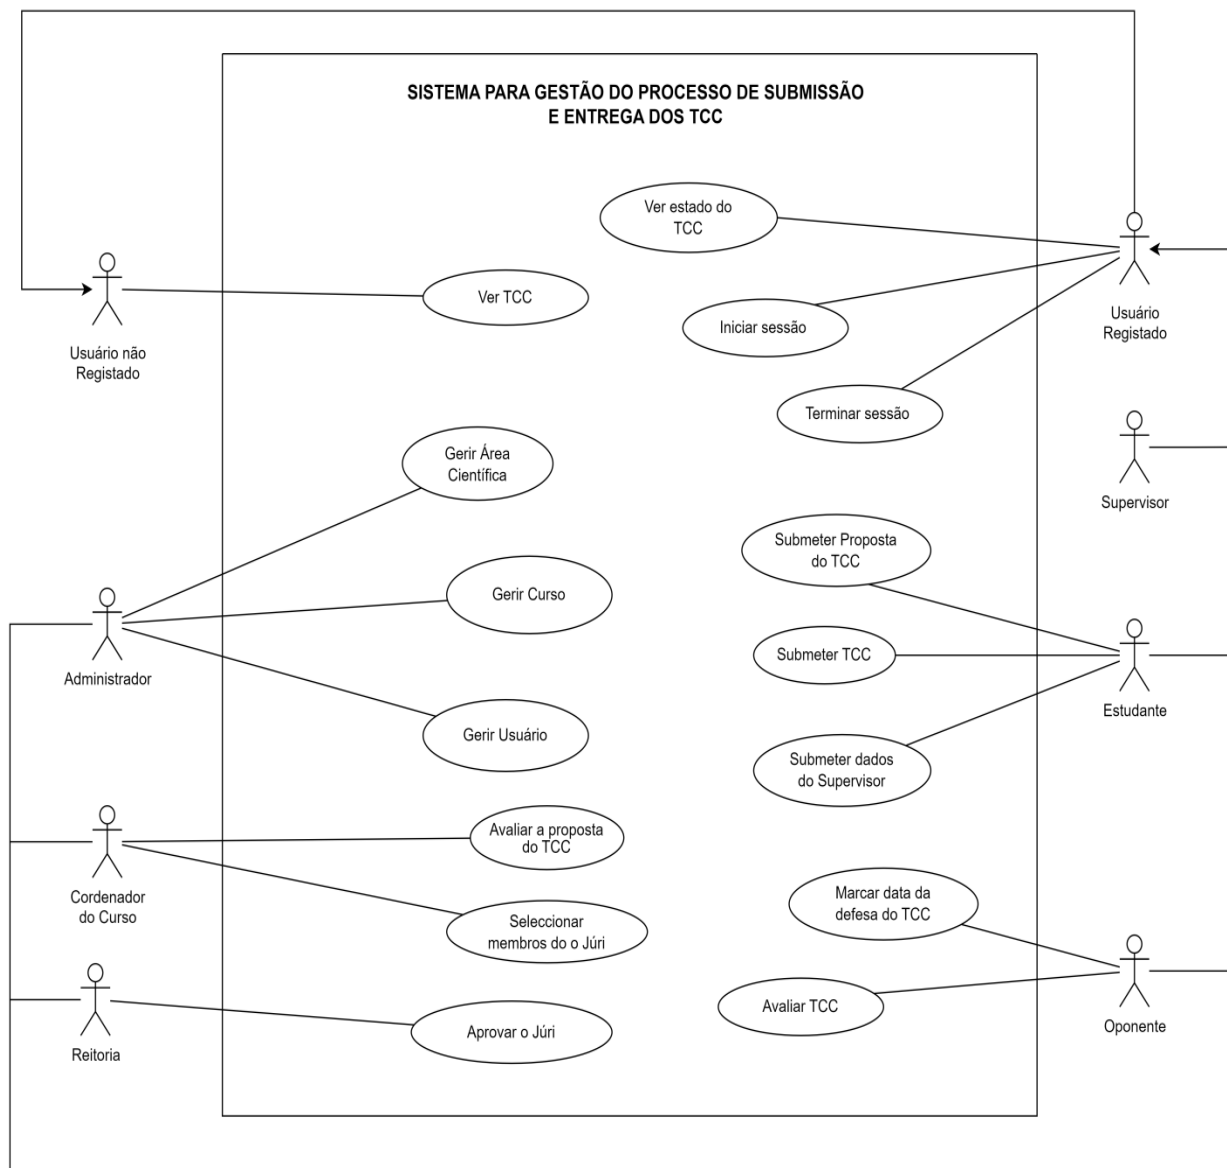 SISTEMA PARA GESTÃO DO PROCESSO DE SUBMISSÃO
E ENTREGA DOS TCC
Ver estado do
TCC
Ver TCC
Iniciar sessão
Usuário não
Registado
Usuário
Registado
Terminar sessão
Gerir Área
Científica
Supervisor
Submeter Proposta
do TCC
Gerir Curso
Submeter TCC
Administrador
Estudante
Gerir Usuário
Submeter dados
do Supervisor
Avaliar a proposta
do TCC
Cordenador
do Curso
Marcar data da
defesa do TCC
Seleccionar
membros do o Júri
Avaliar TCC
Oponente
Aprovar o Júri
Reitoria